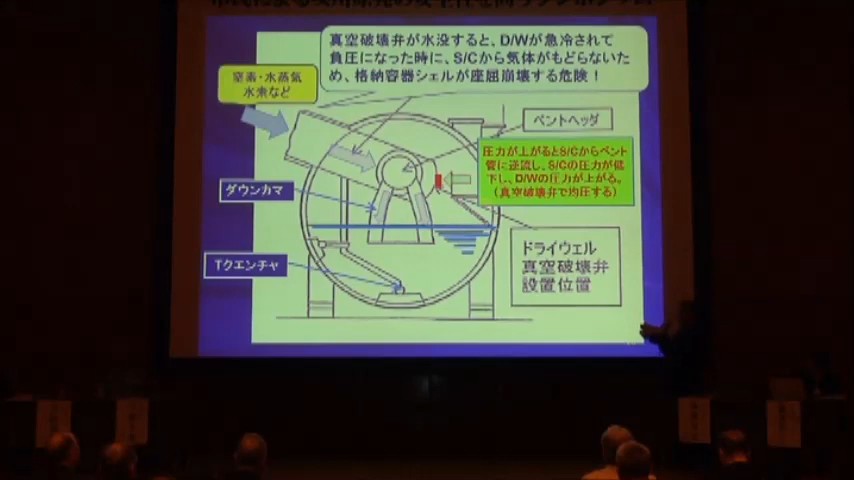 真空破壊弁が水没すると、D/Wが急冷されて
負圧になった時に、S/Cから気体がもどらないた
め、格納容器シェルが座屈崩壊する危険！
窒素・水蒸気
水素など
ベントヘッダ
圧力が上がるとS/Cからベント
管に逆流し、S/Cの圧力が低
下し、D/Wの圧力が上がる。
（真空破壊弁で均圧する）
ダウンカマ
Tクエンチャ
ドライウェル
真空破壊弁
設置位置